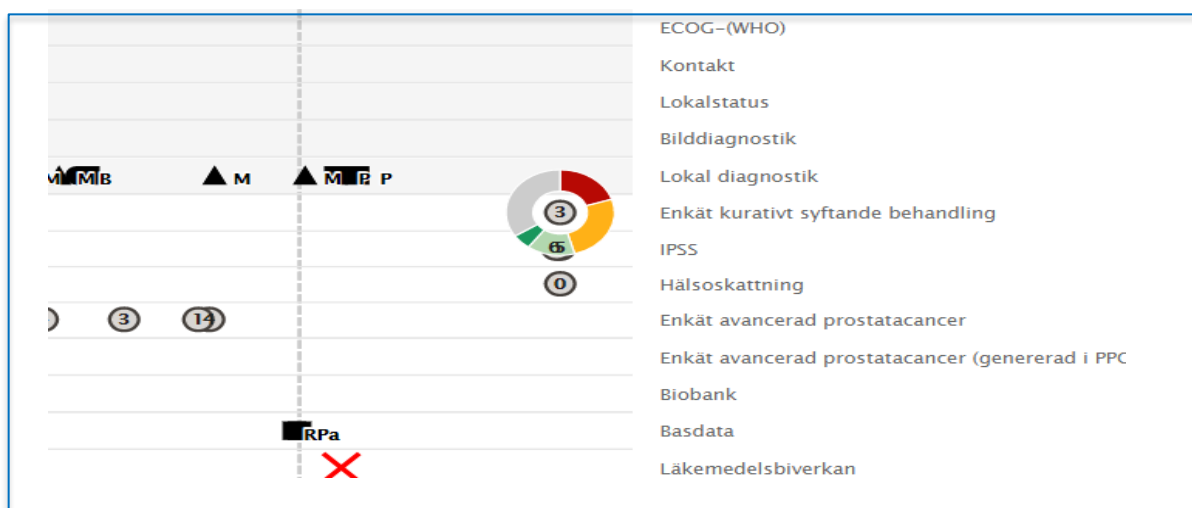 ECOG-(WHO)
Kontakt
Lokalstatus
Bilddiagnostik
M B M P P Lokal diagnostik
3 Enkät kurativt syftande behandling
IPSS
0 Hälsoskattning
3 Enkät avancerad prostatacancer
Enkät avancerad prostatacancer (genererad i PPC
Biobank
RPa Basdata
Läkemedelsbiverkan